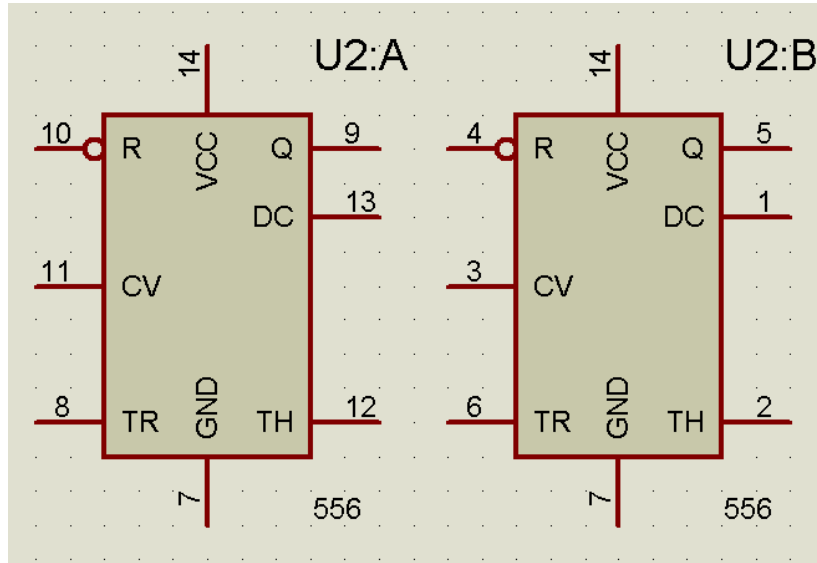 U2:A
14
10
R
VCC
Q
9
DC
13
11
CV
8
TR
GND
TH
12
7
556
U2:B
14
4
R
VCC
Q
5
DC
1
3
CV
6
TR
GND
TH
2
7
556